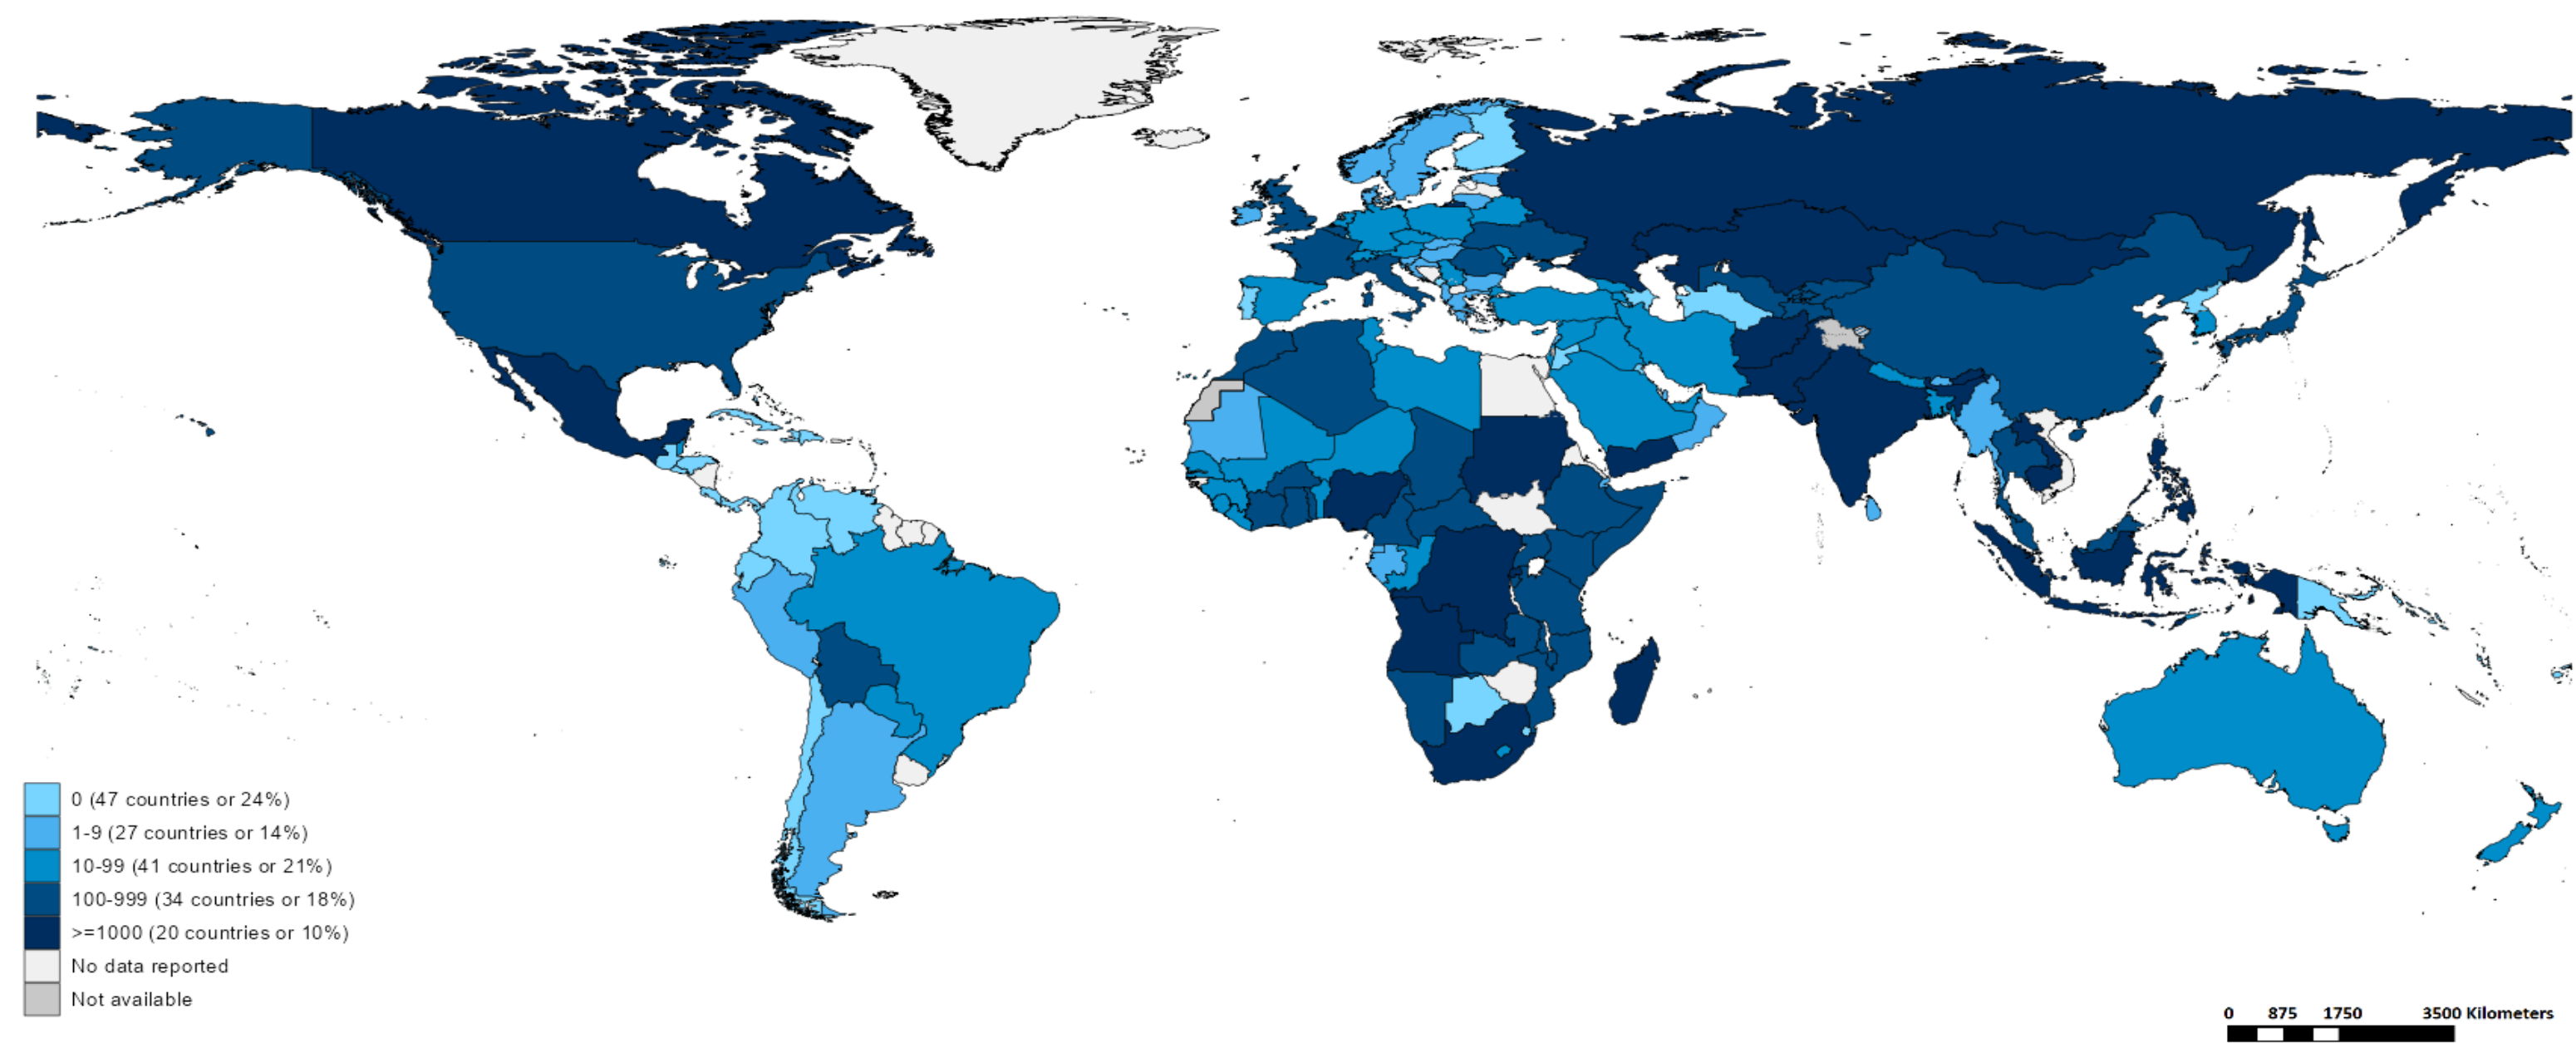 0 (47 countries or 24%)
1-9 (27 countries or 14%)
10-99 (41 countries or 21%)
100-999 (34 countries or 18%)
>=1000 (20 countries or 10%)
No data reported
Not available
0 875 1750 3500 Kilometers